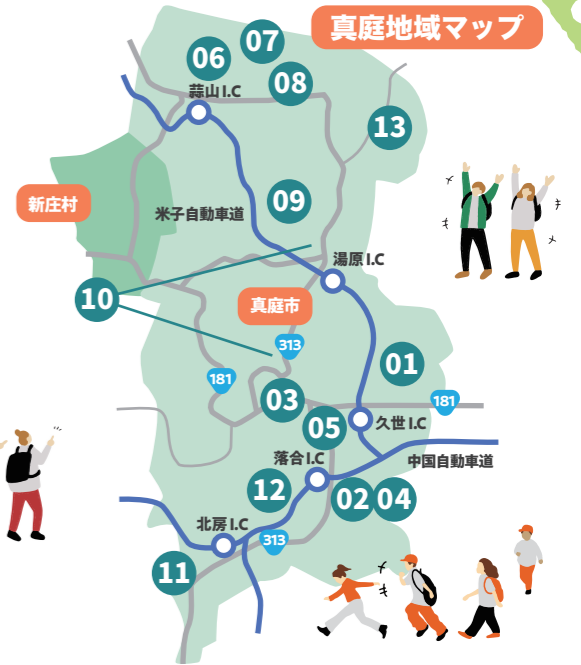 真庭地域マップ
07
06
08
蒜山I.C
13
新庄村
米子自動車道
09
湯原I.C
10
真庭市
313
01
181
03
181
05
久世I.C
落合I.C
中国自動車道
12
02
04
北房I.C
313
11